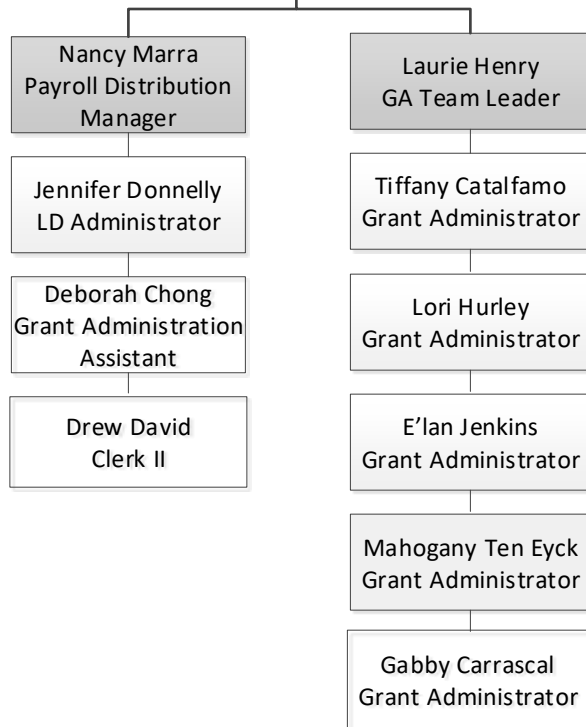 Nancy Marra
Payroll Distribution
Manager
Jennifer Donnelly
LD Administrator
Deborah Chong
Grant Administration
Assistant
Drew David
Clerk II
Laurie Henry
GA Team Leader
Tiffany Catalfamo
Grant Administrator
Lori Hurley
Grant Administrator
E’lan Jenkins
Grant Administrator
Mahogany Ten Eyck
Grant Administrator
Gabby Carrascal
Grant Administrator